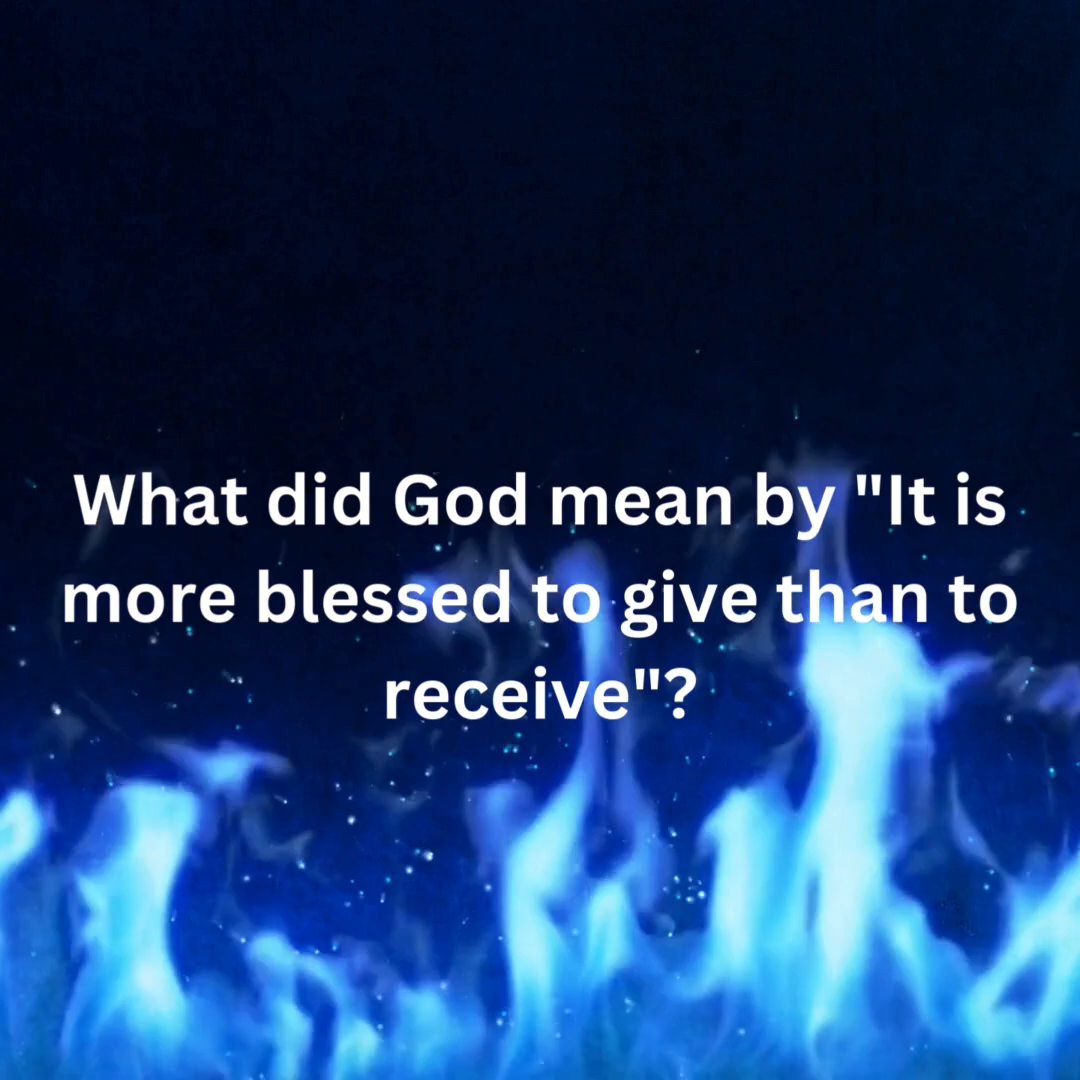 What did God mean by "It is
more blessed to give than to
receive"?